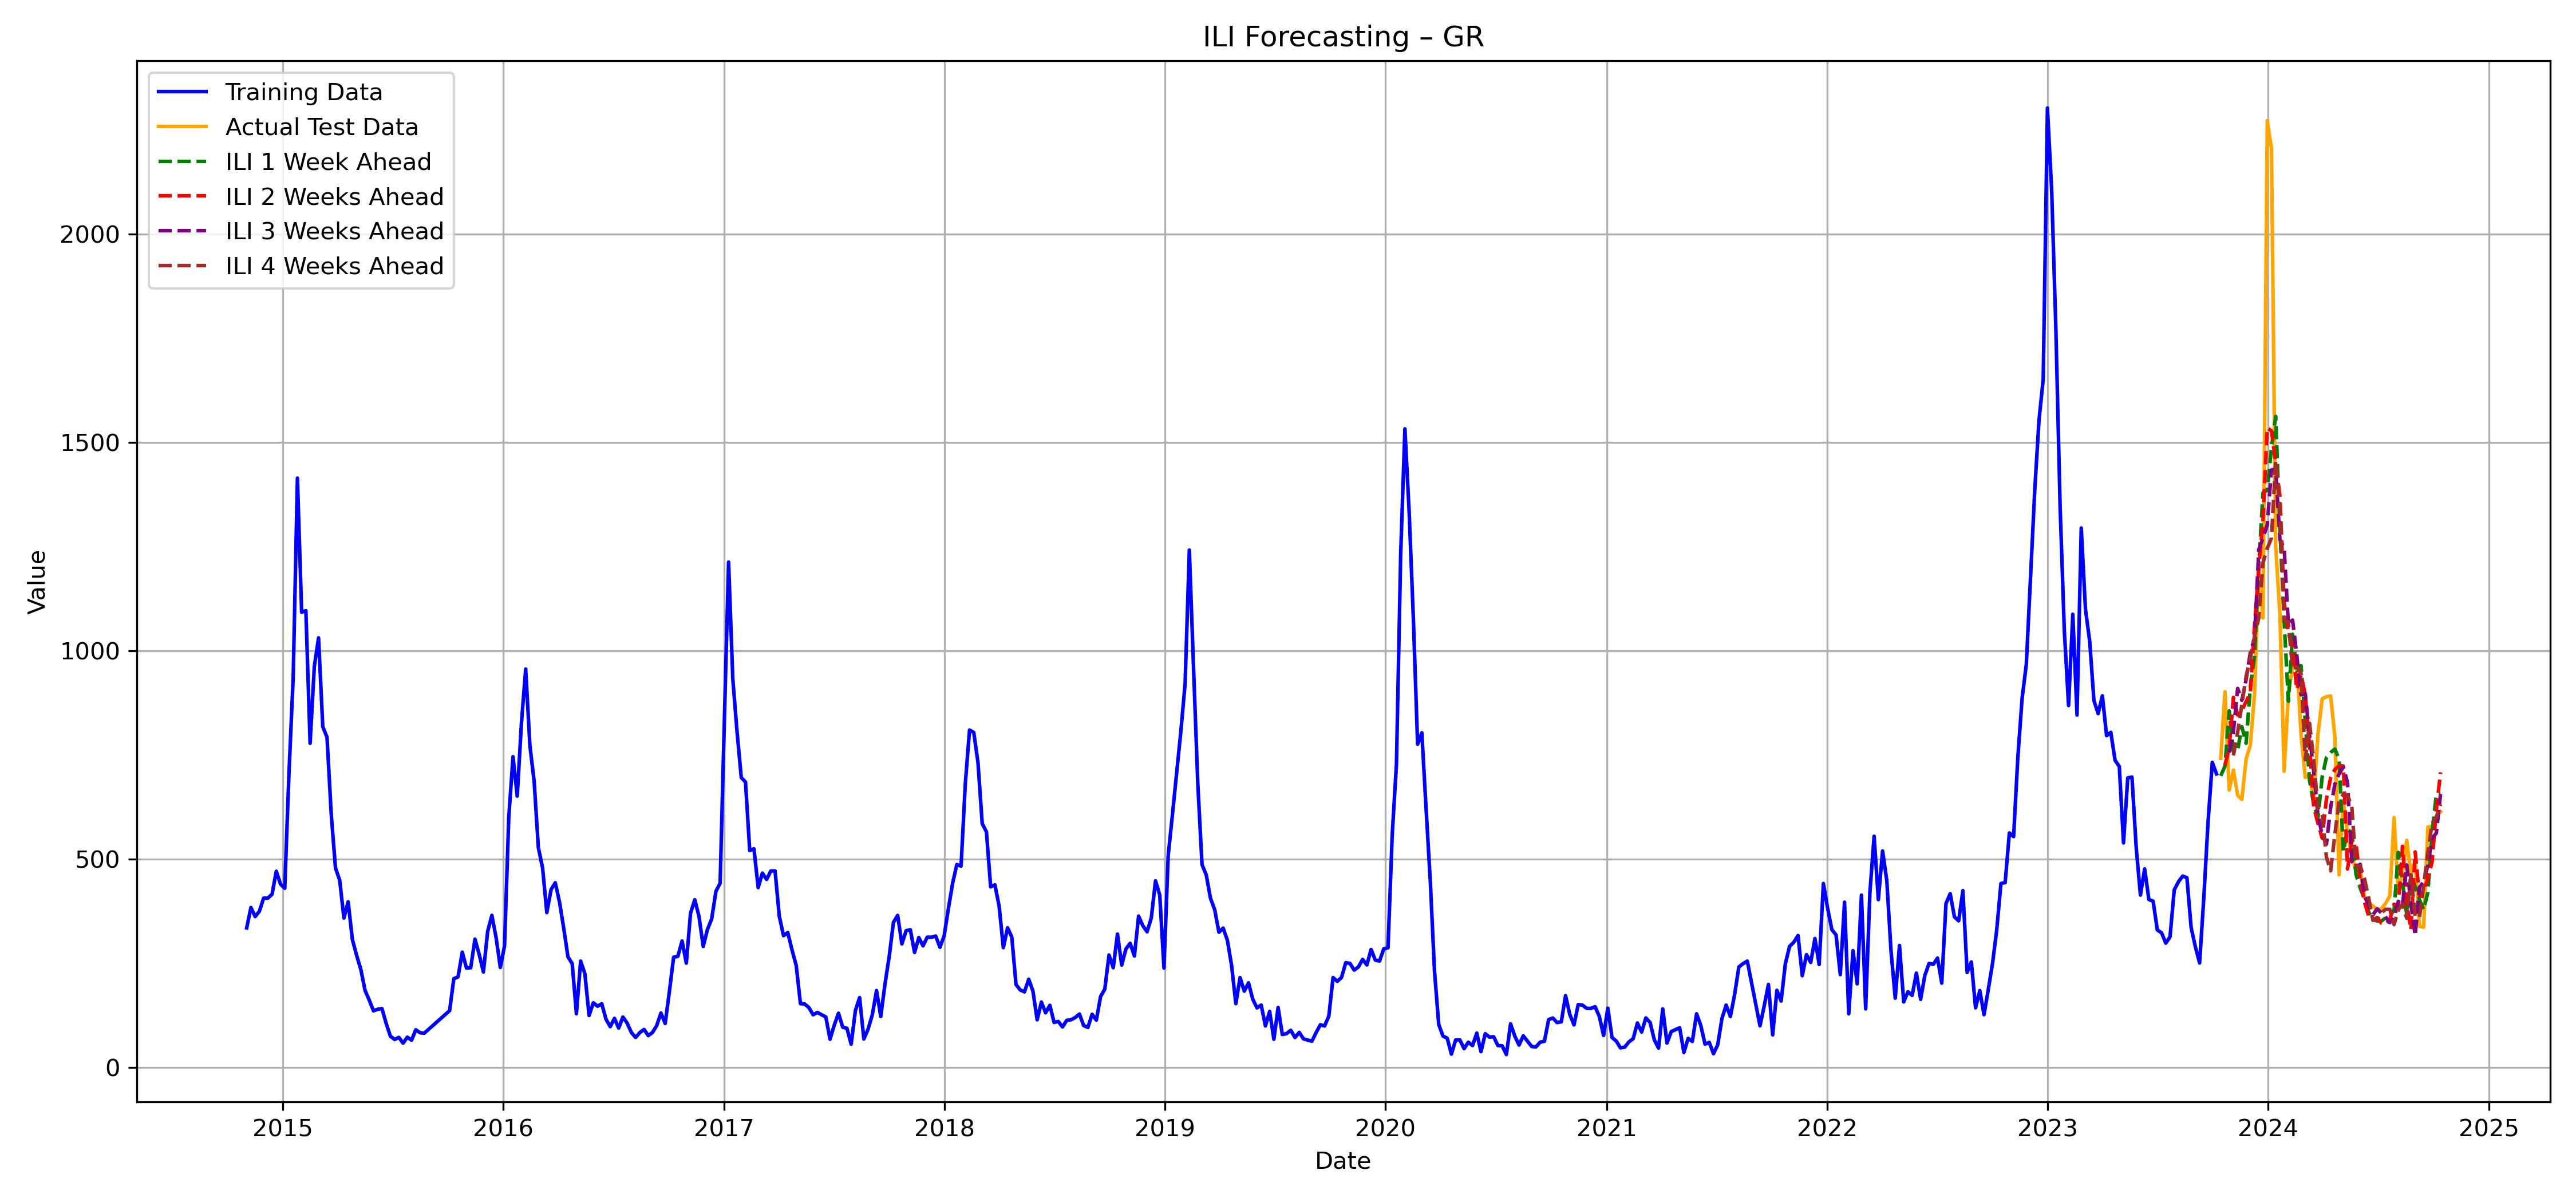 ILI Forecasting – GR
Training Data
Actual Test Data
ILI 1 Week Ahead
ILI 2 Weeks Ahead
ILI 3 Weeks Ahead
ILI 4 Weeks Ahead
Value
2000
1500
1000
500
0
2015 2016 2017 2018 2019 2020 2021 2022 2023 2024 2025
Date